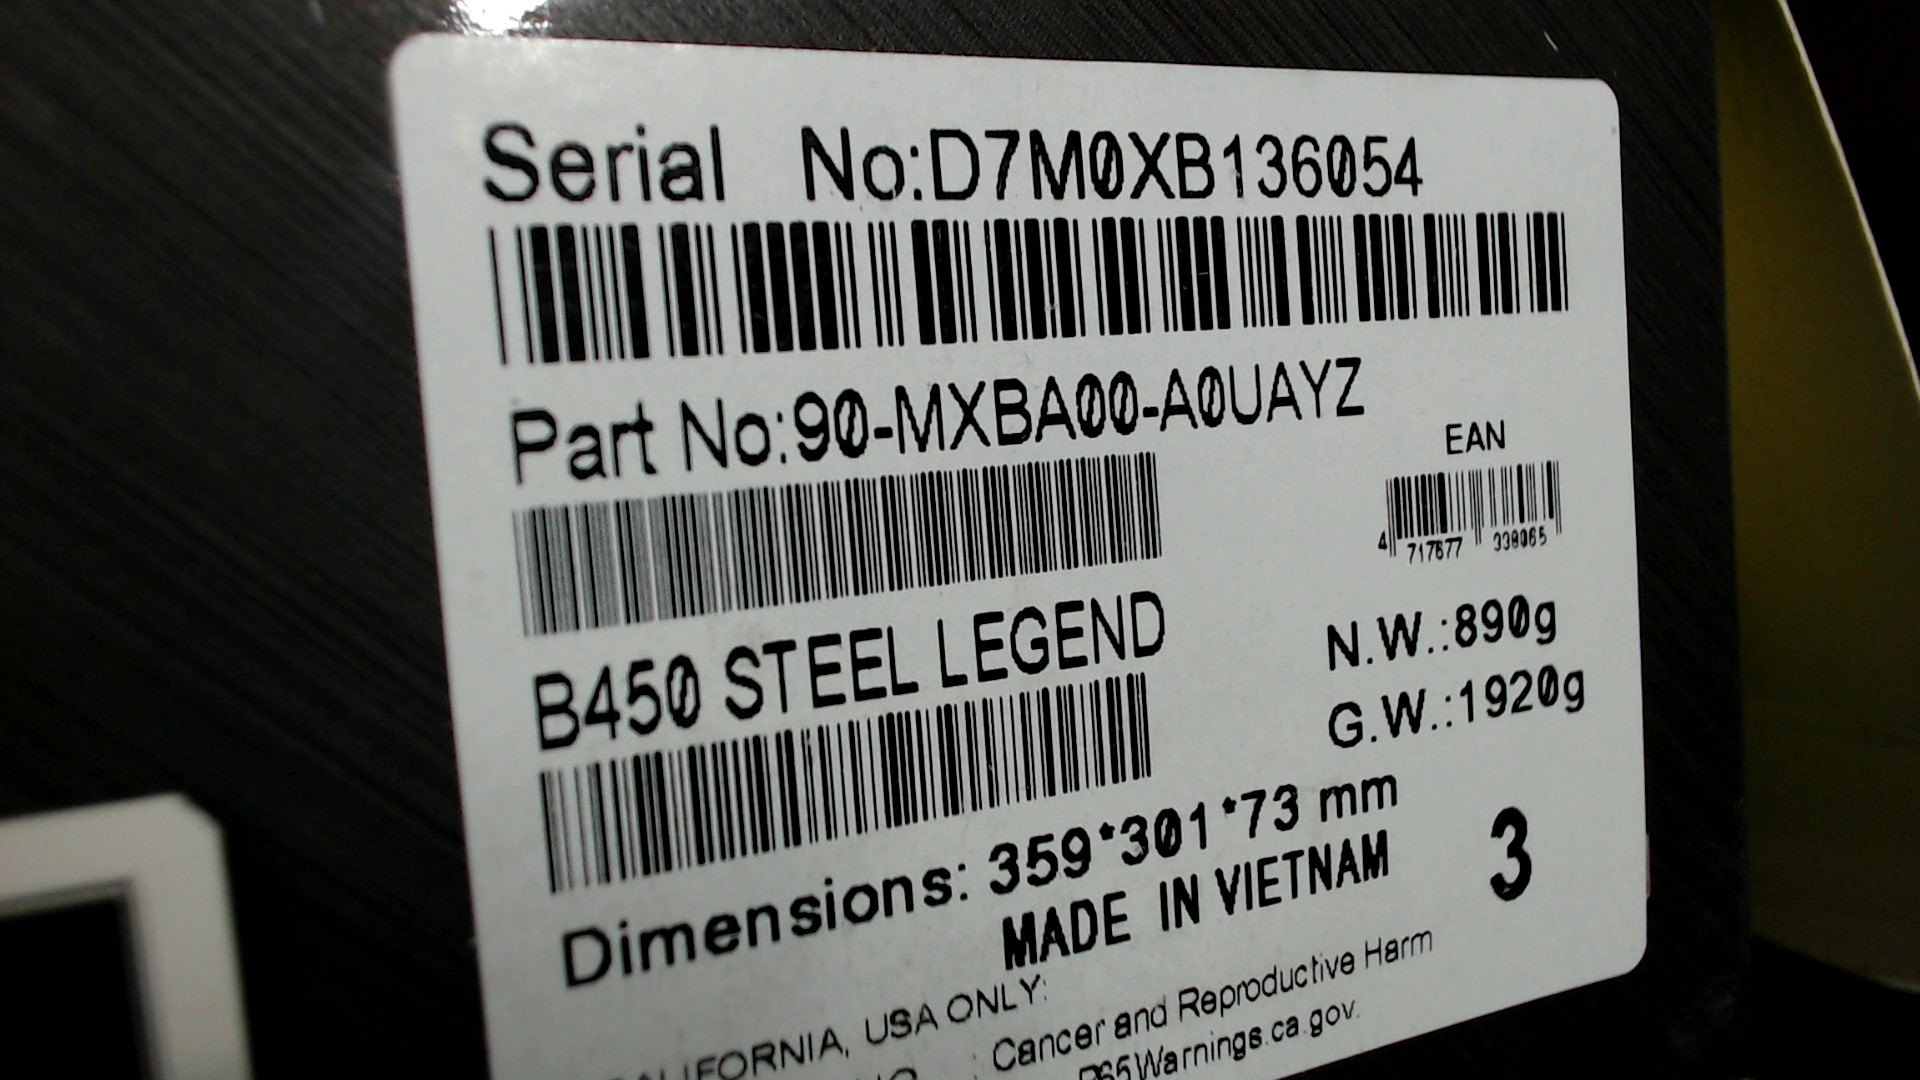 Serial No:D7M0XB136054
Part No:90-MXBA00-A0UAYZ
EAN
4 717677 338065
B450 STEEL LEGEND
N.W.:890g
G.W.:1920g
Dimensions: 359*301*73 mm
MADE IN VIETNAM
3
CALIFORNIA, USA ONLY:
Cancer and Reproductive Harm
P65Warnings.ca.gov.